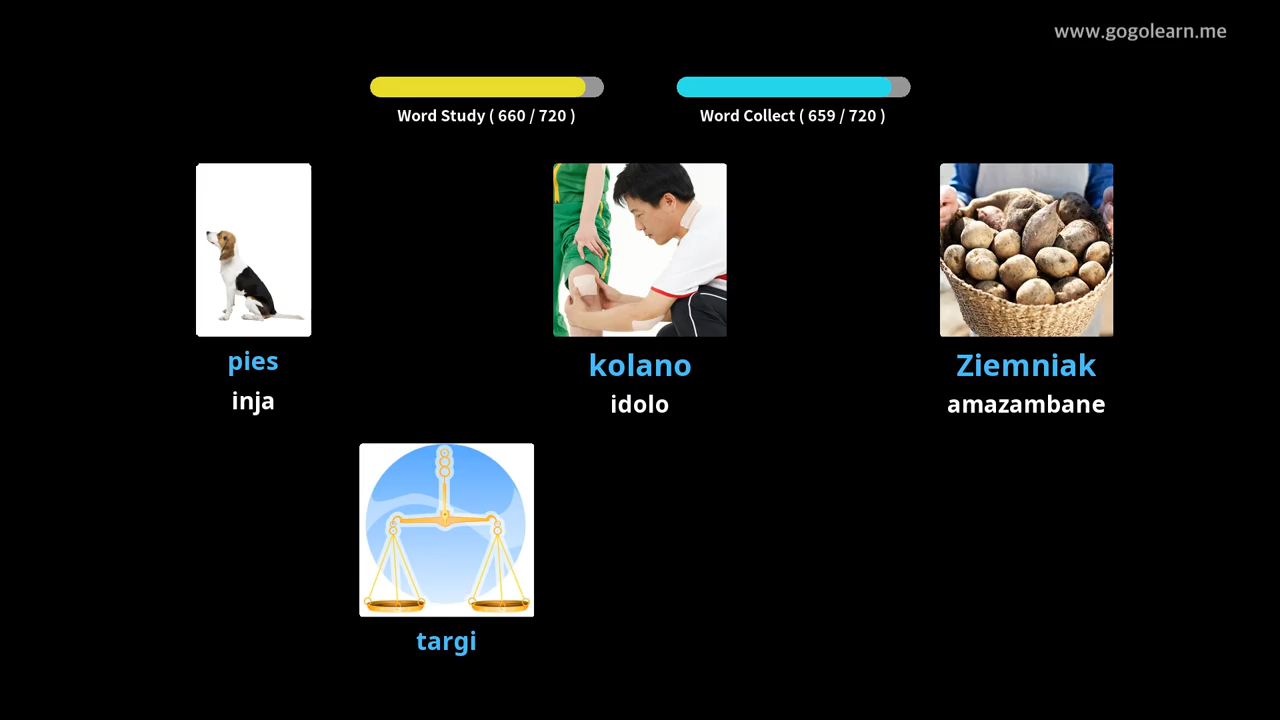 www.gogolearn.me
Word Study ( 660 / 720 )
Word Collect ( 659 / 720 )
pies
inja
kolano
idolo
Ziemniak
amazambane
targi